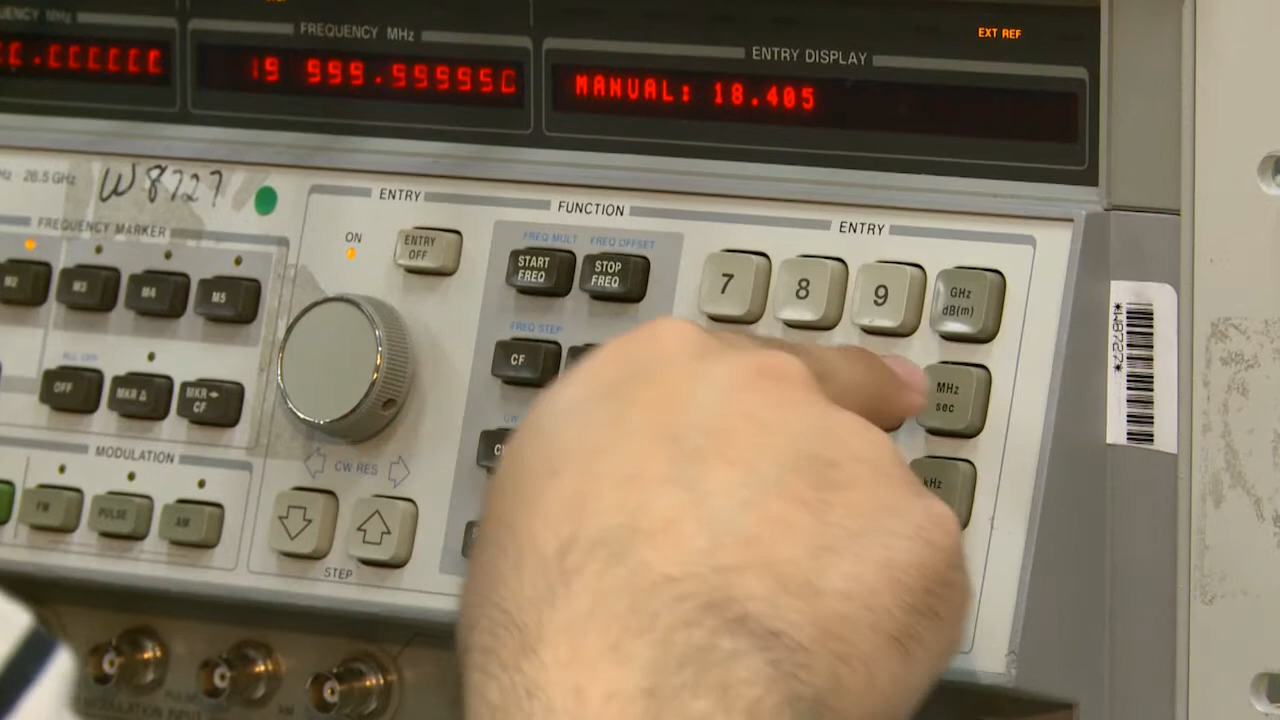 EXT REF
FREQUENCY MHz
ENTRY DISPLAY
MANUAL: 18.405
W8727
26.5 GHz
ENTRY
FUNCTION
ENTRY
FREQUENCY MARKER
ON
ENTRY OFF
FREQ MULT
FREQ OFFSET
START FREQ
STOP FREQ
7
8
9
GHz dB(m)
M2
M3
M4
M5
FREQ STEP
CF
MHz sec
*W8727*
ALL OFF
OFF
MKR Δ
MKR→ CF
MODULATION
CW RES
kHz
FM
PULSE
AM
STEP